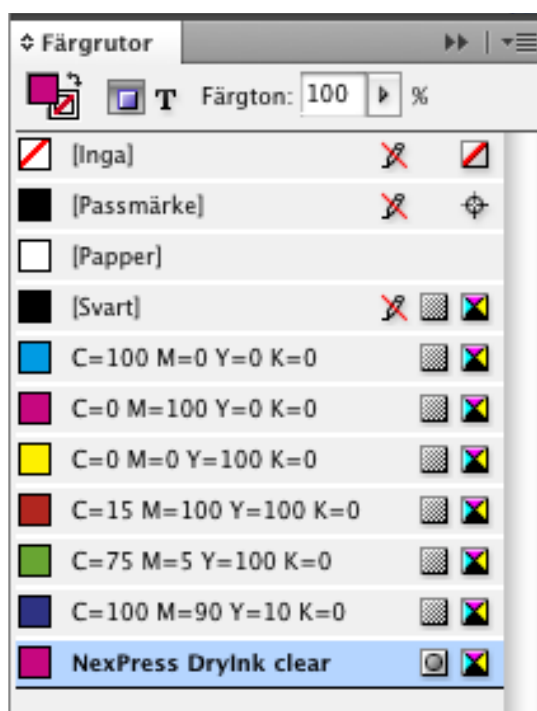 Färgrutor
T Färgton: 100 %
[Inga]
[Passmärke]
[Papper]
[Svart]
C=100 M=0 Y=0 K=0
C=0 M=100 Y=0 K=0
C=0 M=0 Y=100 K=0
C=15 M=100 Y=100 K=0
C=75 M=5 Y=100 K=0
C=100 M=90 Y=10 K=0
NexPress DryInk clear